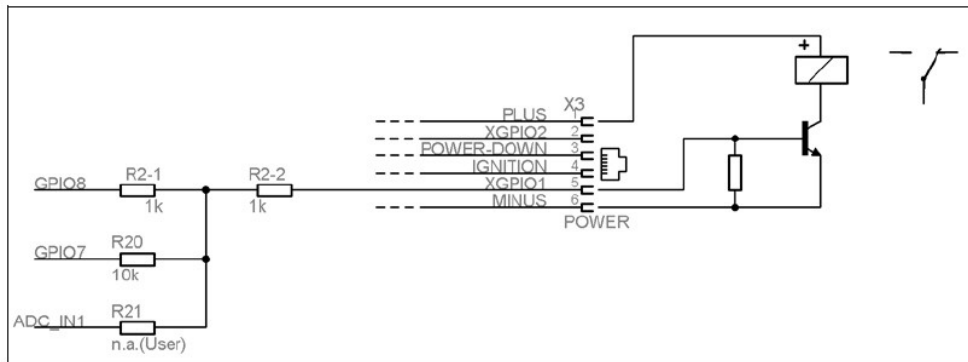 +
X3
PLUS 1
XGPIO2 2
POWER-DOWN 3
IGNITION 4
GPIO8 R2-1 R2-2 XGPIO1 5
1k 1k MINUS 6
POWER
GPIO7 R20
10k
ADC_IN1 R21
n.a.(User)